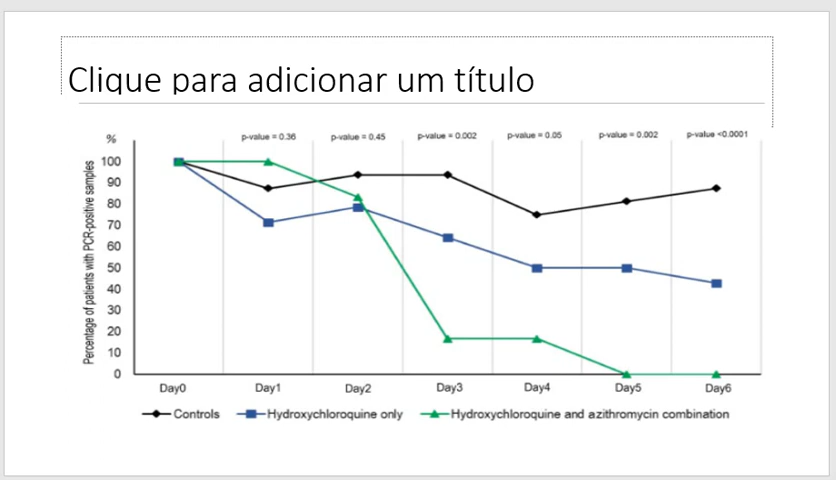 Clique para adicionar um título
%
p-value = 0.36 p-value = 0.45 p-value = 0.002 p-value = 0.05 p-value = 0.002 p-value <0.0001
Percentage of patients with PCR-positive samples
100
90
80
70
60
50
40
30
20
10
0
Day0 Day1 Day2 Day3 Day4 Day5 Day6
Controls Hydroxychloroquine only Hydroxychloroquine and azithromycin combination